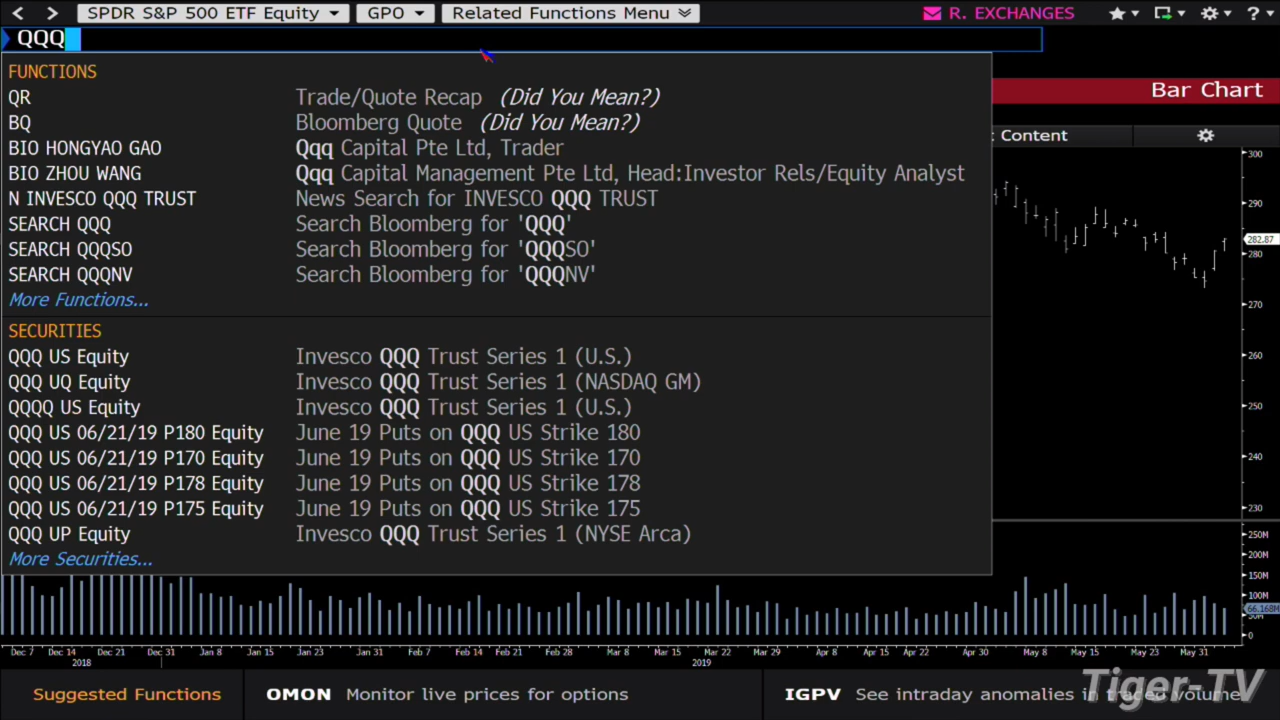 SPDR S&P 500 ETF Equity GPO Related Functions Menu R. EXCHANGES
QQQ
FUNCTIONS
QR Trade/Quote Recap (Did You Mean?)
BQ Bloomberg Quote (Did You Mean?)
BIO HONGYAO GAO Qqq Capital Pte Ltd, Trader
BIO ZHOU WANG Qqq Capital Management Pte Ltd, Head:Investor Rels/Equity Analyst
N INVESCO QQQ TRUST News Search for INVESCO QQQ TRUST
SEARCH QQQ Search Bloomberg for 'QQQ'
SEARCH QQQSO Search Bloomberg for 'QQQSO'
SEARCH QQQNV Search Bloomberg for 'QQQNV'
More Functions...
SECURITIES
QQQ US Equity Invesco QQQ Trust Series 1 (U.S.)
QQQ UQ Equity Invesco QQQ Trust Series 1 (NASDAQ GM)
QQQQ US Equity Invesco QQQ Trust Series 1 (U.S.)
QQQ US 06/21/19 P180 Equity June 19 Puts on QQQ US Strike 180
QQQ US 06/21/19 P170 Equity June 19 Puts on QQQ US Strike 170
QQQ US 06/21/19 P178 Equity June 19 Puts on QQQ US Strike 178
QQQ US 06/21/19 P175 Equity June 19 Puts on QQQ US Strike 175
QQQ UP Equity Invesco QQQ Trust Series 1 (NYSE Arca)
More Securities...
Bar Chart
Content
300
290
282.87
280
270
260
250
240
230
250M
200M
150M
100M
66.168M
0
Dec 7 Dec 14 Dec 21 Dec 31 Jan 8 Jan 15 Jan 23 Jan 31 Feb 7 Feb 14 Feb 21 Feb 28 Mar 8 Mar 15 Mar 22 Mar 29 Apr 8 Apr 15 Apr 22 Apr 30 May 8 May 15 May 23 May 31
2018 2019
Suggested Functions OMON Monitor live prices for options IGPV See intraday anomalies in traded volume
Tiger-TV